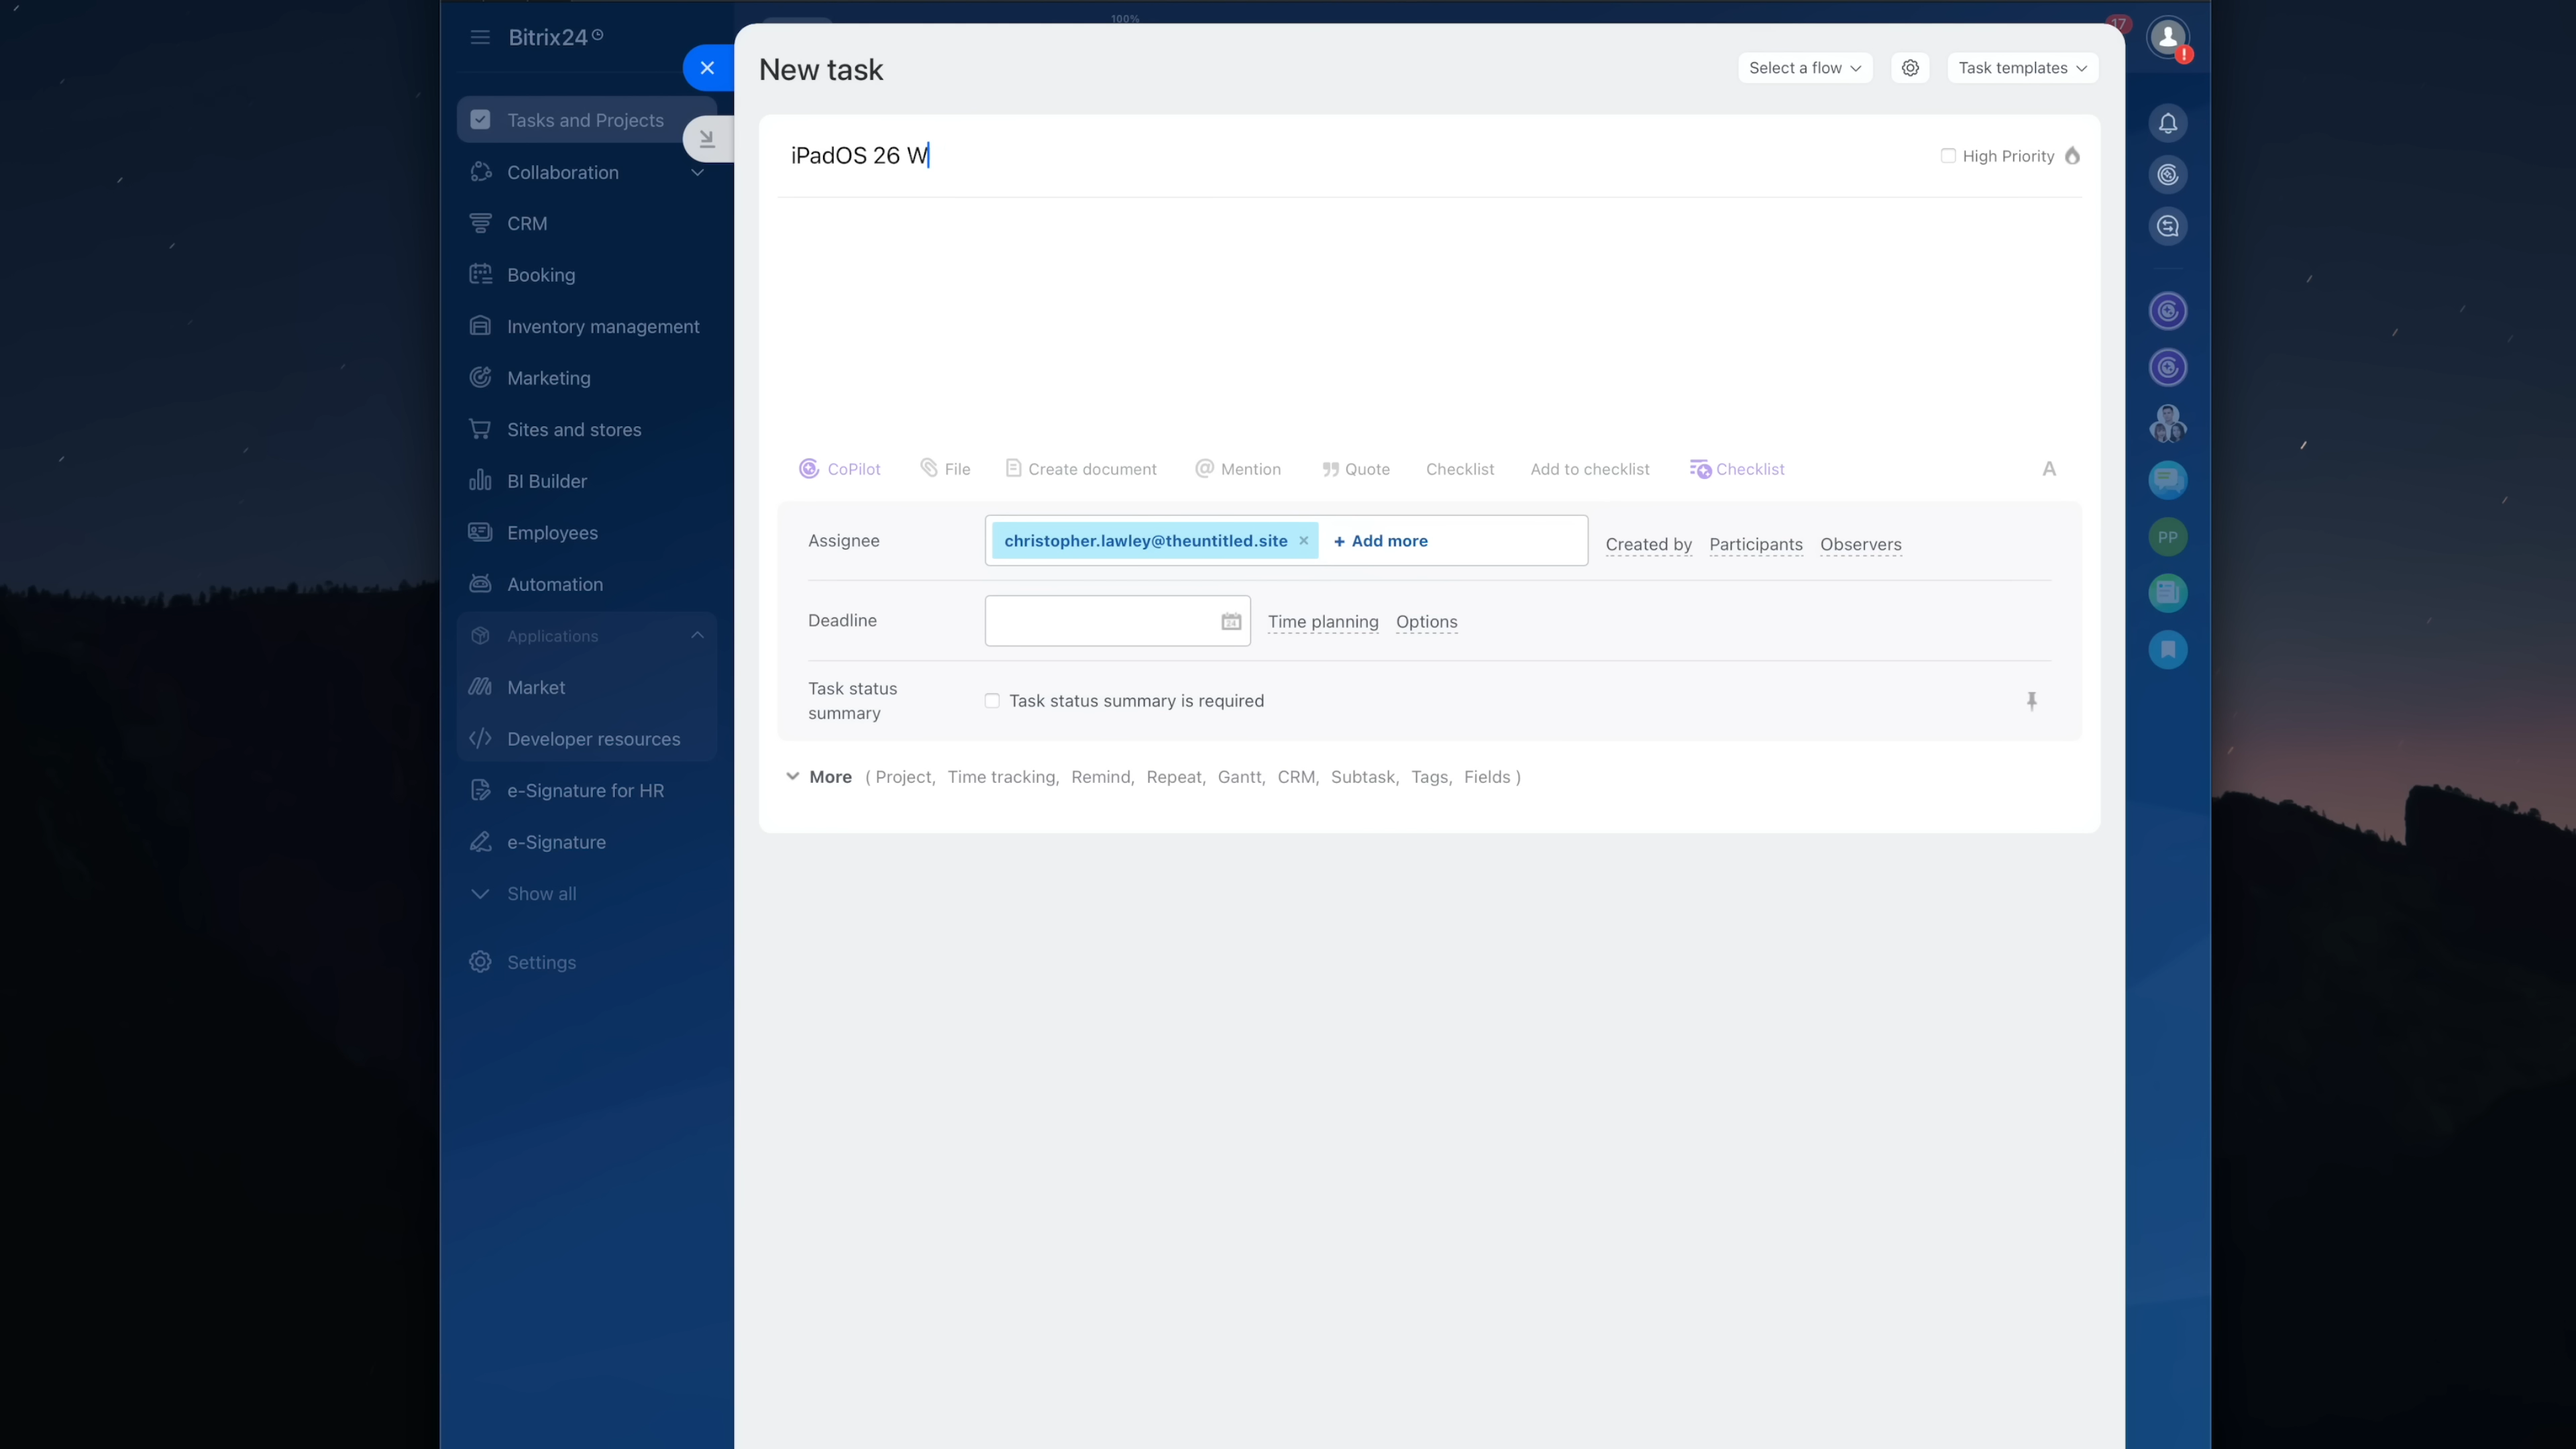 100%
Bitrix24
17
New task
Select a flow
Task templates
Tasks and Projects
iPadOS 26 W
High Priority
Collaboration
CRM
Booking
Inventory management
Marketing
Sites and stores
CoPilot File Create document Mention Quote Checklist Add to checklist Checklist A
BI Builder
Employees
Assignee christopher.lawley@theuntitled.site × + Add more Created by Participants Observers
PP
Automation
Deadline 24 Time planning Options
Applications
Market
Task status
summary
Task status summary is required
Developer resources
More ( Project, Time tracking, Remind, Repeat, Gantt, CRM, Subtask, Tags, Fields )
e-Signature for HR
e-Signature
Show all
Settings